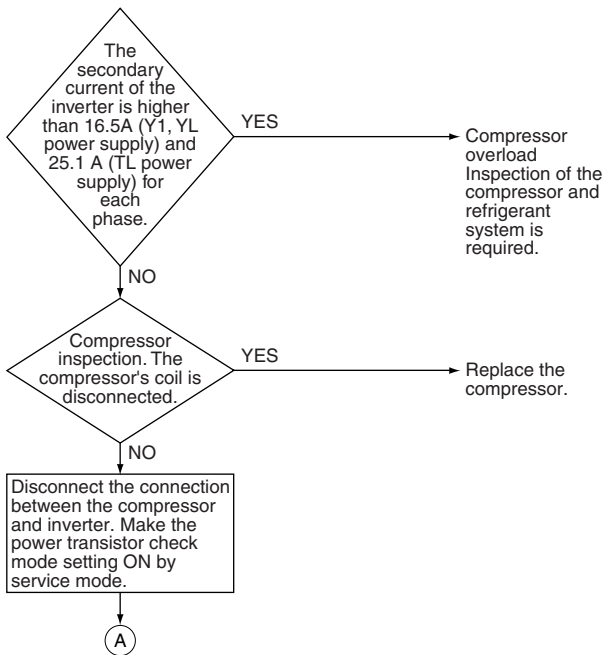 The
secondary
current of the
inverter is higher
than 16.5A (Y1, YL
power supply) and
25.1 A (TL power
supply) for
each
phase.
YES
Compressor
overload
Inspection of the
compressor and
refrigerant
system is
required.
NO
Compressor
inspection. The
compressor's coil is
disconnected.
YES
Replace the
compressor.
NO
Disconnect the connection
between the compressor
and inverter. Make the
power transistor check
mode setting ON by
service mode.
A